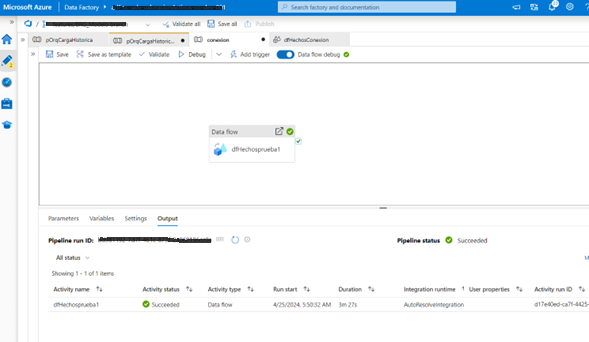 Microsoft Azure
Data Factory
Search for factory and documentation
Validate all
Save all
Publish
pOrqCargaHistorica
pOrqCargaHistoric...
conexion
dfHechosConexion
Save
Save as template
Validate
Debug
Add trigger
Data flow debug
Data flow
dfHechosprueba1
Parameters Variables Settings Output
Pipeline run ID:
Pipeline status Succeeded
All status
Showing 1 - 1 of 1 items
Activity name Activity status Activity type Run start Duration Integration runtime User properties Activity run ID
dfHechosprueba1 Succeeded Data flow 4/25/2024, 5:50:32 AM 3m 27s AutoResolveIntegration d17e40ed-ca7f-4425-